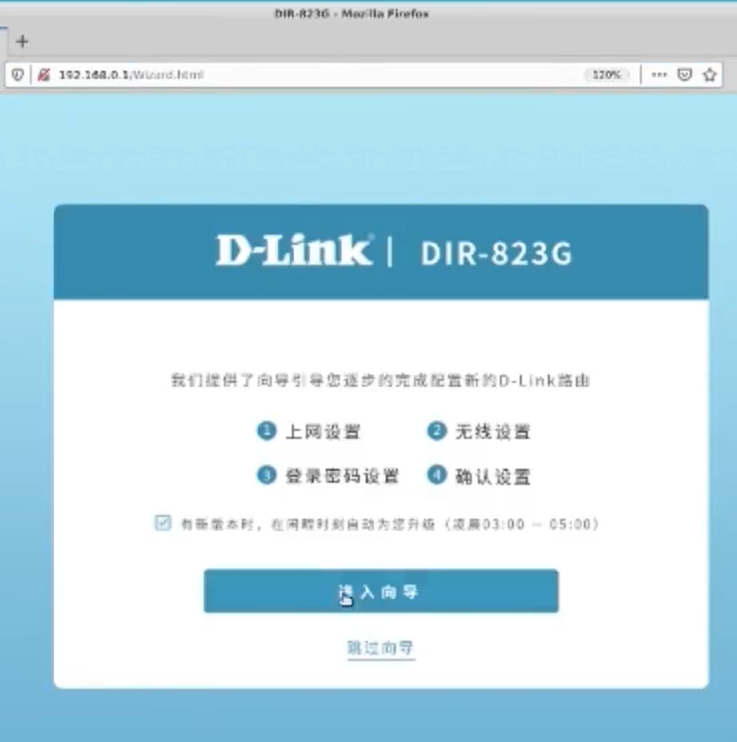 DIR-823G - Mozilla Firefox
192.168.0.1/Wizard.html 120%
D-Link | DIR-823G
我们提供了向导引导您逐步的完成配置新的D-Link路由
1 上网设置 2 无线设置
3 登录密码设置 4 确认设置
有新版本时，在闲暇时刻自动为您升级（凌晨03:00 — 05:00）
进入向导
跳过向导